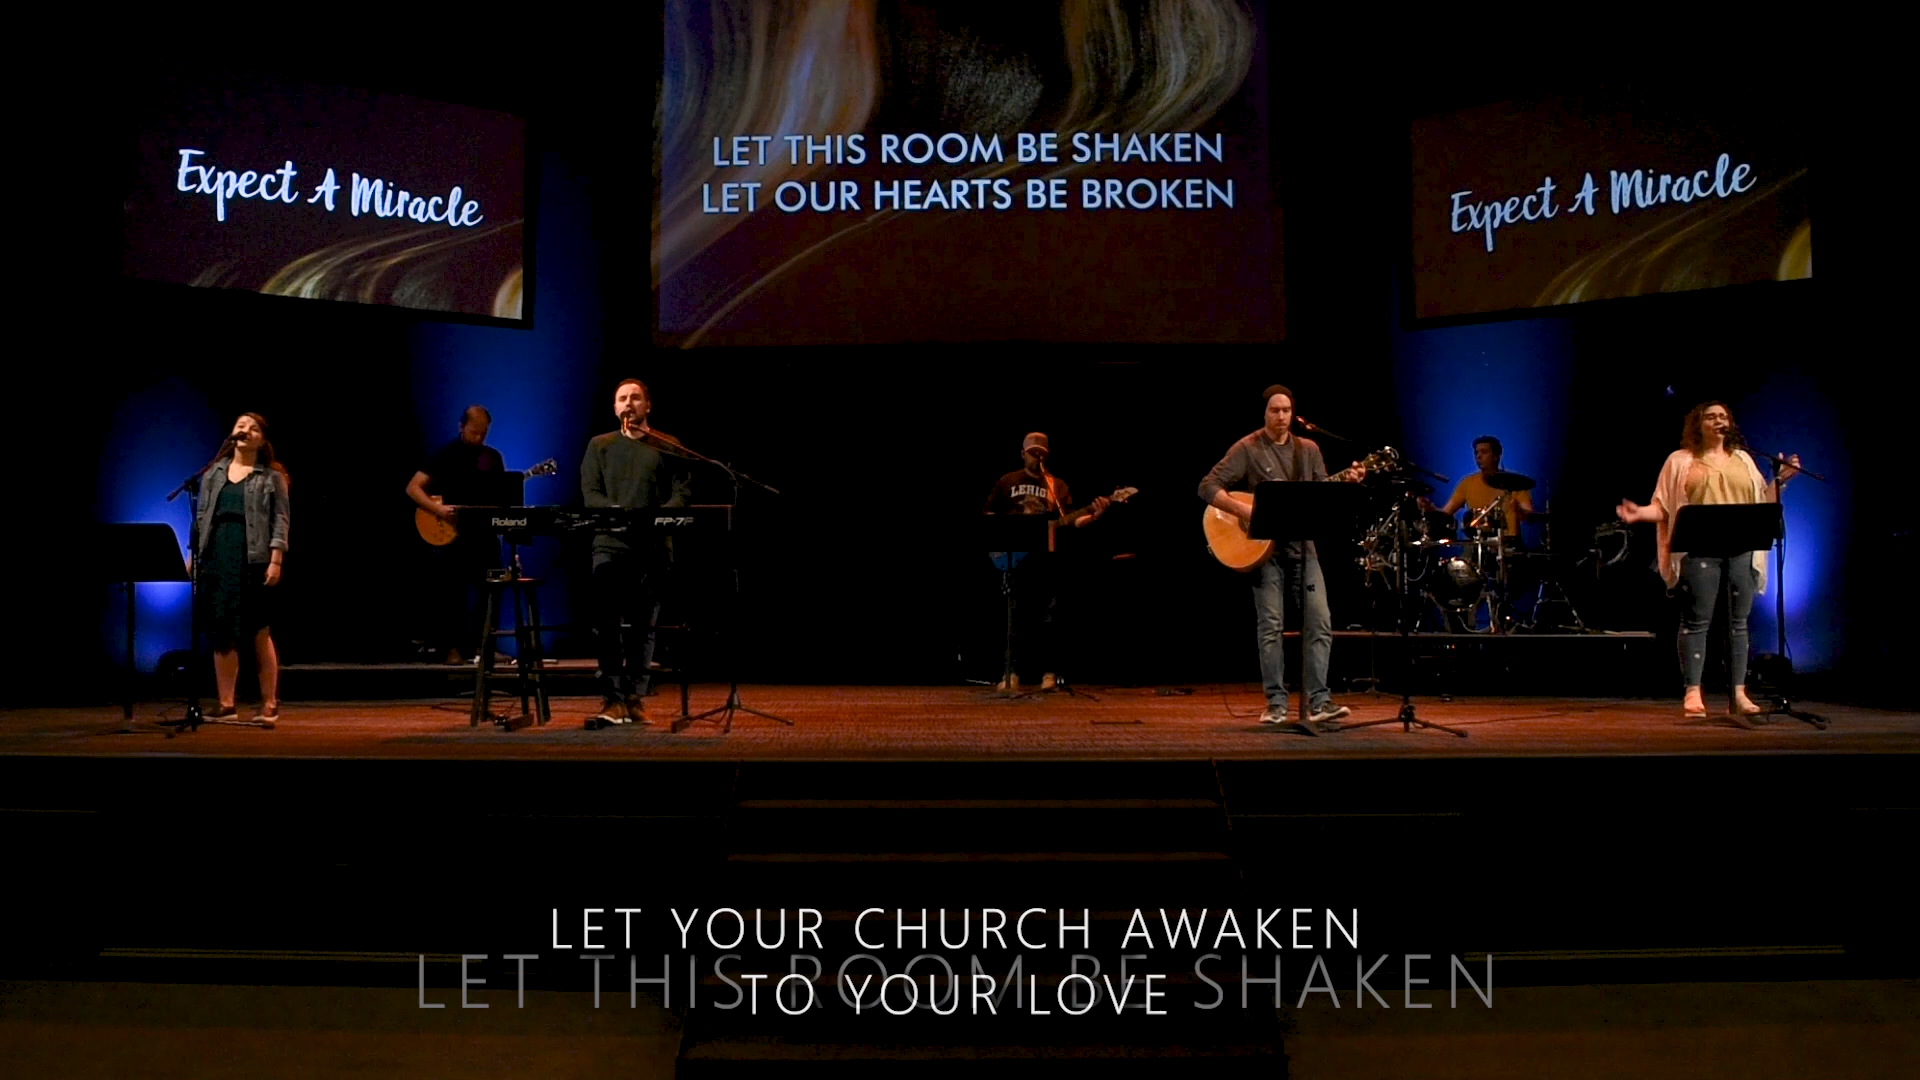 Expect A Miracle
LET THIS ROOM BE SHAKEN
LET OUR HEARTS BE BROKEN
Expect A Miracle
Roland
FP-7F
LET YOUR CHURCH AWAKEN
TO YOUR LOVE
LET THIS ROOM BE SHAKEN